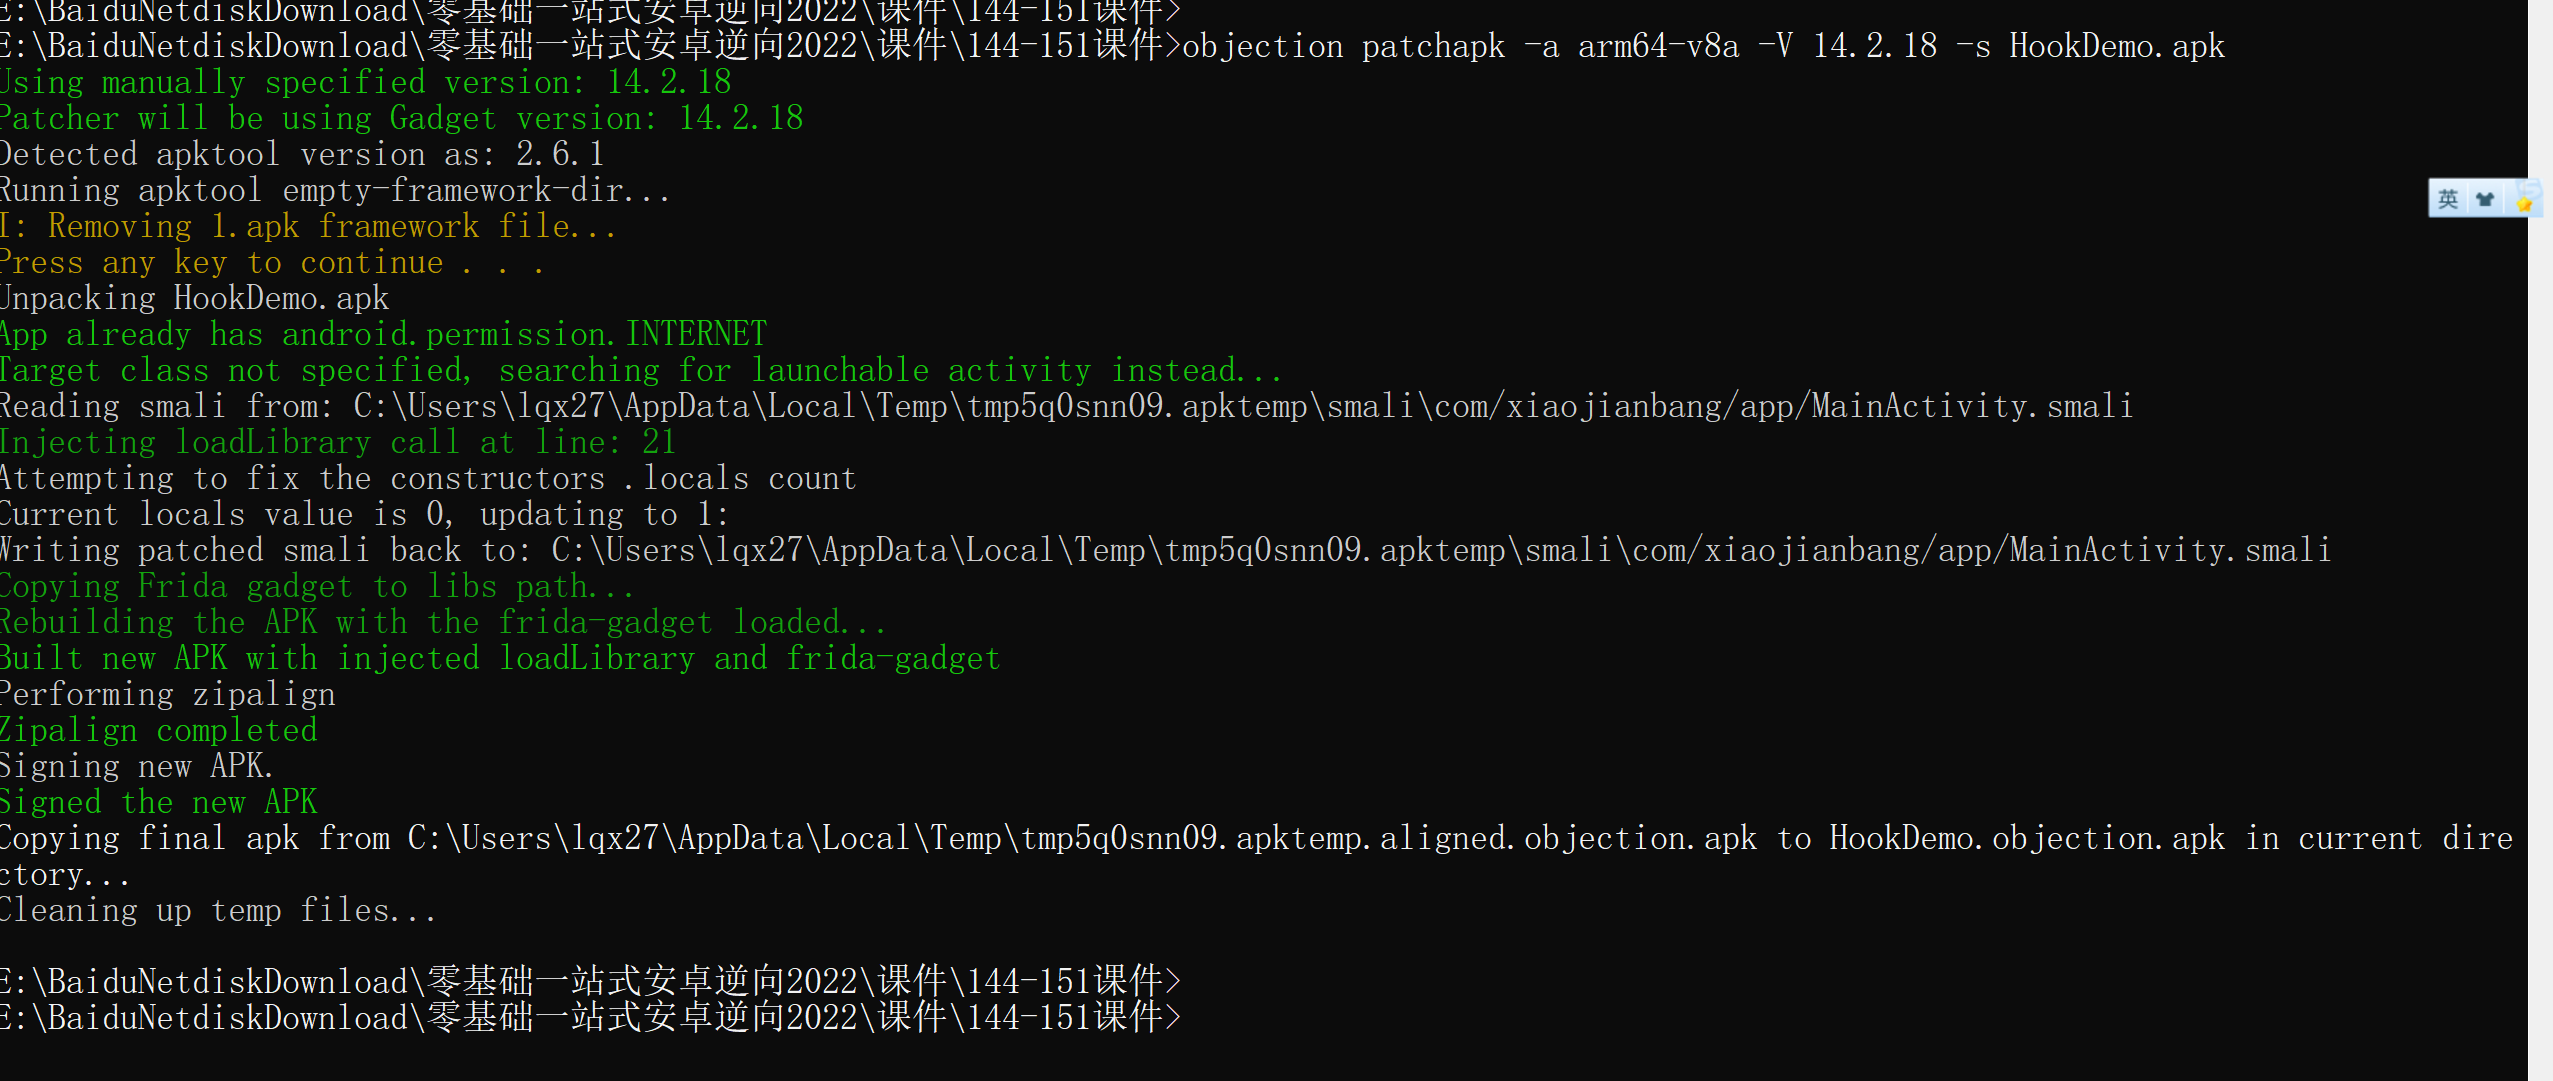 E:\BaiduNetdiskDownload\零基础一站式安卓逆向2022\课件\144-151课件>
E:\BaiduNetdiskDownload\零基础一站式安卓逆向2022\课件\144-151课件>objection patchapk -a arm64-v8a -V 14.2.18 -s HookDemo.apk
Using manually specified version: 14.2.18
Patcher will be using Gadget version: 14.2.18
Detected apktool version as: 2.6.1
Running apktool empty-framework-dir...
I: Removing 1.apk framework file...
Press any key to continue . . .
英
Unpacking HookDemo.apk
App already has android.permission.INTERNET
Target class not specified, searching for launchable activity instead...
Reading smali from: C:\Users\lqx27\AppData\Local\Temp\tmp5q0snn09.apktemp\smali\com/xiaojianbang/app/MainActivity.smali
Injecting loadLibrary call at line: 21
Attempting to fix the constructors .locals count
Current locals value is 0, updating to 1:
Writing patched smali back to: C:\Users\lqx27\AppData\Local\Temp\tmp5q0snn09.apktemp\smali\com/xiaojianbang/app/MainActivity.smali
Copying Frida gadget to libs path...
Rebuilding the APK with the frida-gadget loaded...
Built new APK with injected loadLibrary and frida-gadget
Performing zipalign
Zipalign completed
Signing new APK.
Signed the new APK
Copying final apk from C:\Users\lqx27\AppData\Local\Temp\tmp5q0snn09.apktemp.aligned.objection.apk to HookDemo.objection.apk in current dire
ctory...
Cleaning up temp files...
E:\BaiduNetdiskDownload\零基础一站式安卓逆向2022\课件\144-151课件>
E:\BaiduNetdiskDownload\零基础一站式安卓逆向2022\课件\144-151课件>